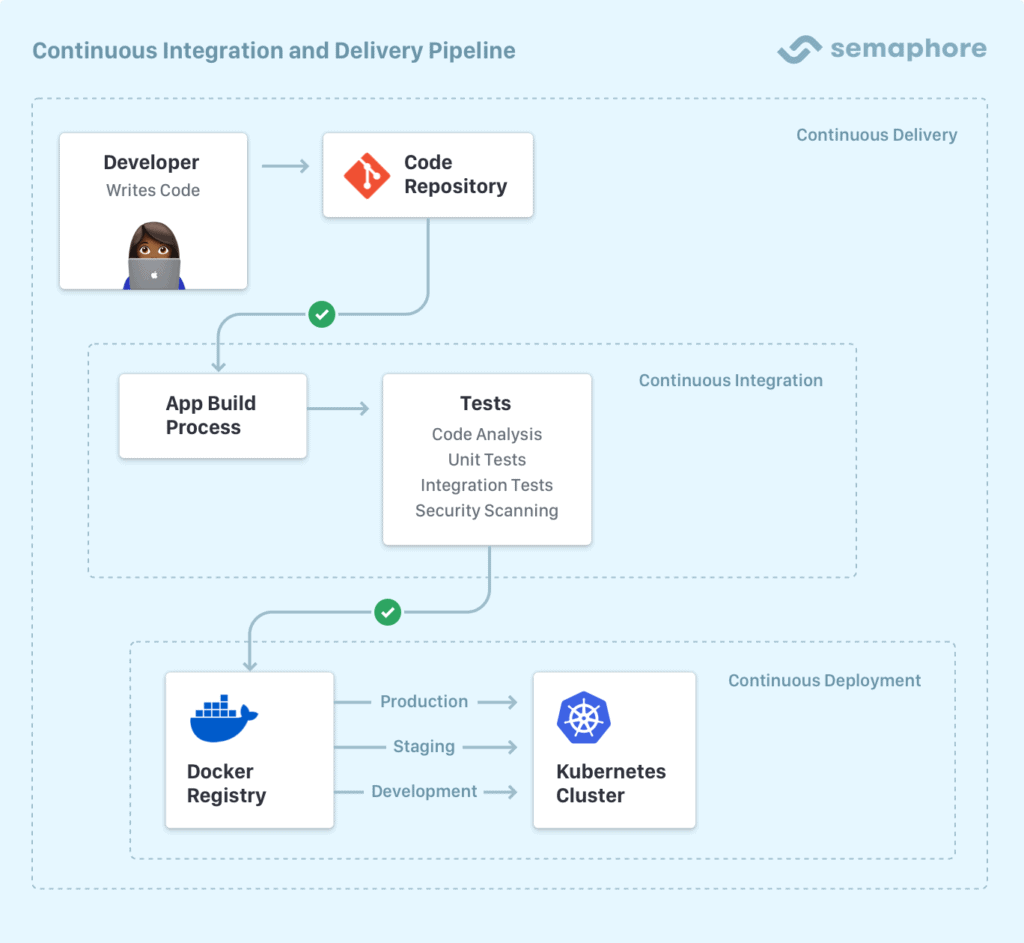 Continuous Integration and Delivery Pipeline
semaphore
Continuous Delivery
Developer
Writes Code
Code
Repository
Continuous Integration
App Build
Process
Tests
Code Analysis
Unit Tests
Integration Tests
Security Scanning
Continuous Deployment
Docker
Registry
Production
Staging
Development
Kubernetes
Cluster